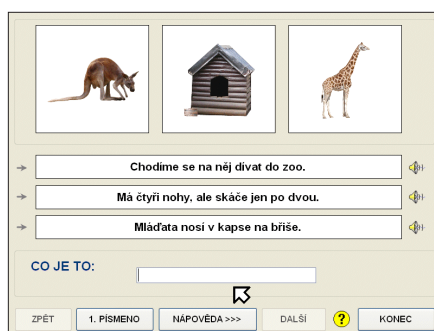 Chodíme se na něj dívat do zoo.
Má čtyři nohy, ale skáče jen po dvou.
Mláďata nosí v kapse na břiše.
CO JE TO:
ZPĚT
1. PÍSMENO
NÁPOVĚDA >>>
DALŠÍ
?
KONEC